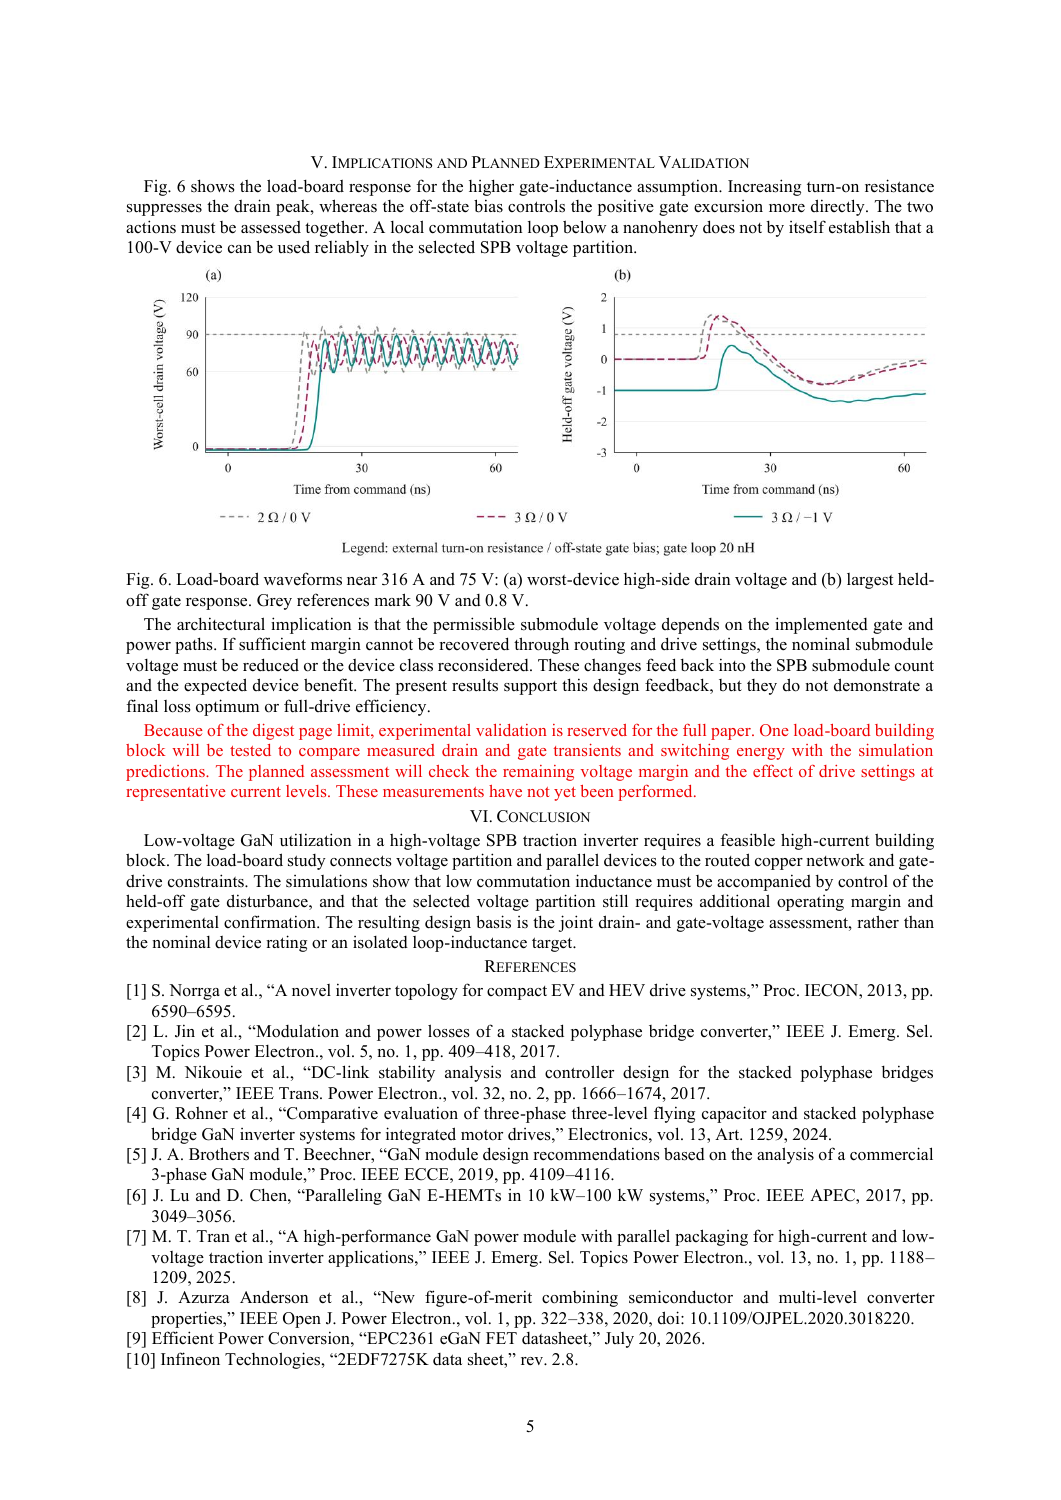 V. IMPLICATIONS AND PLANNED EXPERIMENTAL VALIDATION
Fig. 6 shows the load-board response for the higher gate-inductance assumption. Increasing turn-on resistance
suppresses the drain peak, whereas the off-state bias controls the positive gate excursion more directly. The two
actions must be assessed together. A local commutation loop below a nanohenry does not by itself establish that a
100-V device can be used reliably in the selected SPB voltage partition.
(a)
Worst-cell drain voltage (V)
120
90
60
0
0 30 60
Time from command (ns)
(b)
Held-off gate voltage (V)
2
1
0
-1
-2
-3
0 30 60
Time from command (ns)
2 Ω / 0 V 3 Ω / 0 V 3 Ω / −1 V
Legend: external turn-on resistance / off-state gate bias; gate loop 20 nH
Fig. 6. Load-board waveforms near 316 A and 75 V: (a) worst-device high-side drain voltage and (b) largest held-
off gate response. Grey references mark 90 V and 0.8 V.
The architectural implication is that the permissible submodule voltage depends on the implemented gate and
power paths. If sufficient margin cannot be recovered through routing and drive settings, the nominal submodule
voltage must be reduced or the device class reconsidered. These changes feed back into the SPB submodule count
and the expected device benefit. The present results support this design feedback, but they do not demonstrate a
final loss optimum or full-drive efficiency.
Because of the digest page limit, experimental validation is reserved for the full paper. One load-board building
block will be tested to compare measured drain and gate transients and switching energy with the simulation
predictions. The planned assessment will check the remaining voltage margin and the effect of drive settings at
representative current levels. These measurements have not yet been performed.
VI. CONCLUSION
Low-voltage GaN utilization in a high-voltage SPB traction inverter requires a feasible high-current building
block. The load-board study connects voltage partition and parallel devices to the routed copper network and gate-
drive constraints. The simulations show that low commutation inductance must be accompanied by control of the
held-off gate disturbance, and that the selected voltage partition still requires additional operating margin and
experimental confirmation. The resulting design basis is the joint drain- and gate-voltage assessment, rather than
the nominal device rating or an isolated loop-inductance target.
REFERENCES
[1] S. Norrga et al., “A novel inverter topology for compact EV and HEV drive systems,” Proc. IECON, 2013, pp.
6590–6595.
[2] L. Jin et al., “Modulation and power losses of a stacked polyphase bridge converter,” IEEE J. Emerg. Sel.
Topics Power Electron., vol. 5, no. 1, pp. 409–418, 2017.
[3] M. Nikouie et al., “DC-link stability analysis and controller design for the stacked polyphase bridges
converter,” IEEE Trans. Power Electron., vol. 32, no. 2, pp. 1666–1674, 2017.
[4] G. Rohner et al., “Comparative evaluation of three-phase three-level flying capacitor and stacked polyphase
bridge GaN inverter systems for integrated motor drives,” Electronics, vol. 13, Art. 1259, 2024.
[5] J. A. Brothers and T. Beechner, “GaN module design recommendations based on the analysis of a commercial
3-phase GaN module,” Proc. IEEE ECCE, 2019, pp. 4109–4116.
[6] J. Lu and D. Chen, “Paralleling GaN E-HEMTs in 10 kW–100 kW systems,” Proc. IEEE APEC, 2017, pp.
3049–3056.
[7] M. T. Tran et al., “A high-performance GaN power module with parallel packaging for high-current and low-
voltage traction inverter applications,” IEEE J. Emerg. Sel. Topics Power Electron., vol. 13, no. 1, pp. 1188–
1209, 2025.
[8] J. Azurza Anderson et al., “New figure-of-merit combining semiconductor and multi-level converter
properties,” IEEE Open J. Power Electron., vol. 1, pp. 322–338, 2020, doi: 10.1109/OJPEL.2020.3018220.
[9] Efficient Power Conversion, “EPC2361 eGaN FET datasheet,” July 20, 2026.
[10] Infineon Technologies, “2EDF7275K data sheet,” rev. 2.8.
5